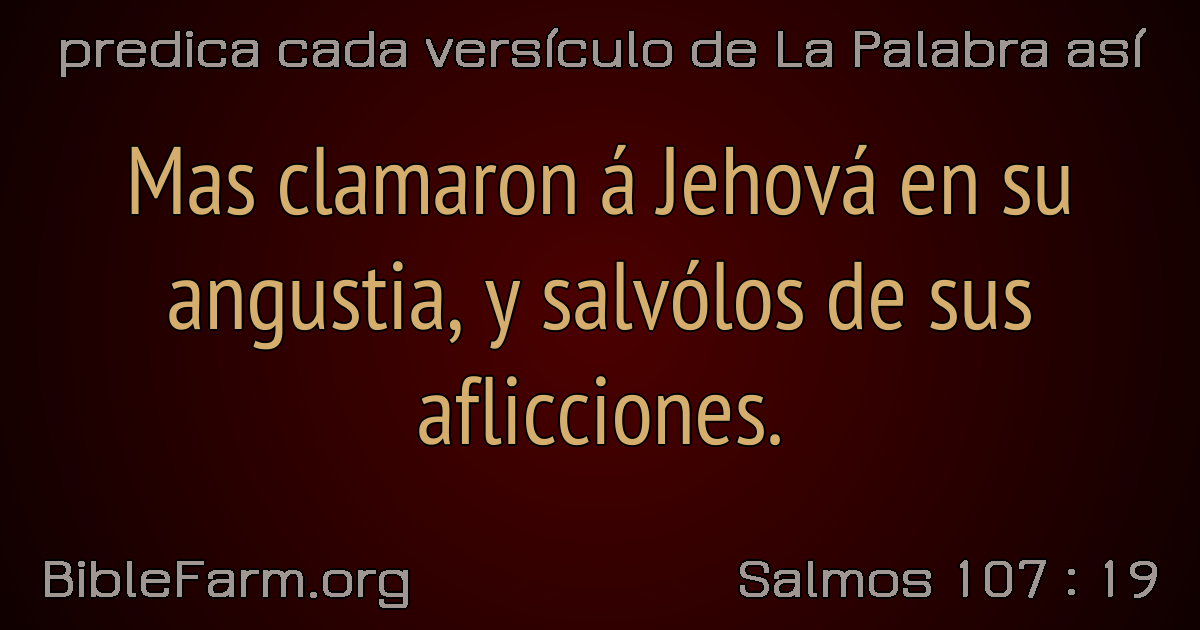 predica cada versículo de La Palabra así
Mas clamaron á Jehová en su
angustia, y salvólos de sus
aflicciones.
BibleFarm.org
Salmos 107 : 19